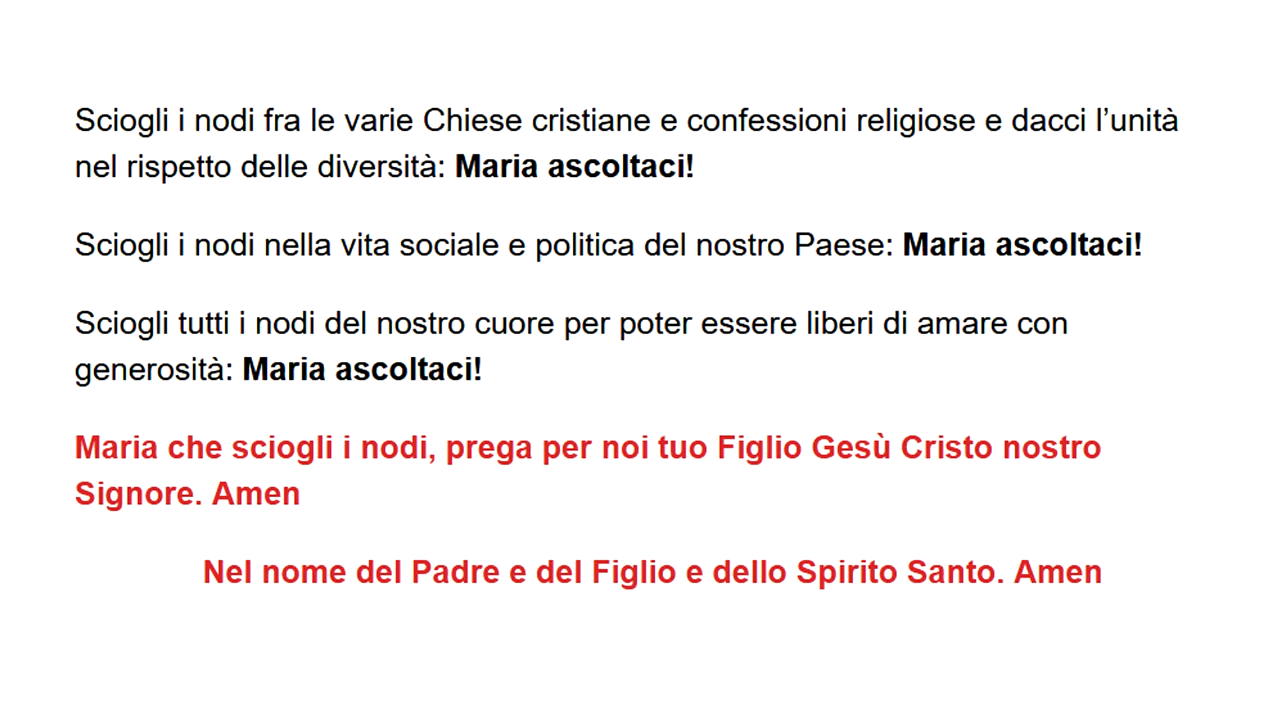 Sciogli i nodi fra le varie Chiese cristiane e confessioni religiose e dacci l’unità
nel rispetto delle diversità: Maria ascoltaci!
Sciogli i nodi nella vita sociale e politica del nostro Paese: Maria ascoltaci!
Sciogli tutti i nodi del nostro cuore per poter essere liberi di amare con
generosità: Maria ascoltaci!
Maria che sciogli i nodi, prega per noi tuo Figlio Gesù Cristo nostro
Signore. Amen
Nel nome del Padre e del Figlio e dello Spirito Santo. Amen